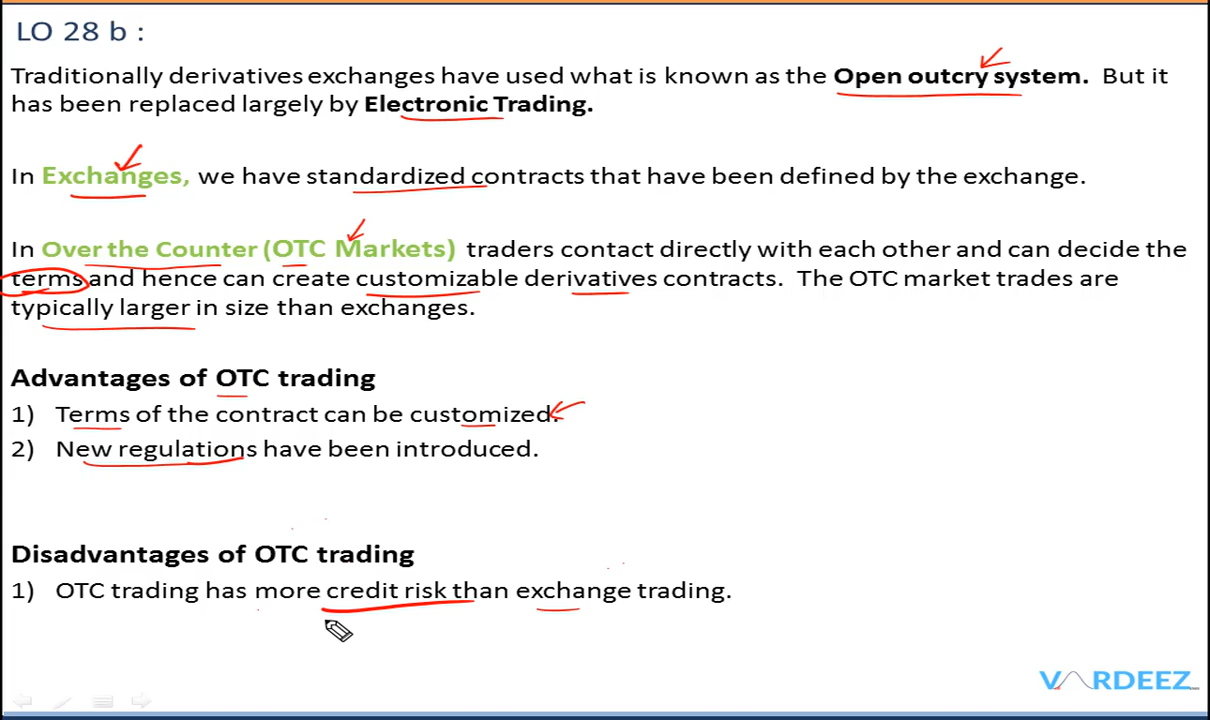 LO 28 b :
Traditionally derivatives exchanges have used what is known as the Open outcry system. But it
has been replaced largely by Electronic Trading.
In Exchanges, we have standardized contracts that have been defined by the exchange.
In Over the Counter (OTC Markets) traders contact directly with each other and can decide the
terms and hence can create customizable derivatives contracts. The OTC market trades are
typically larger in size than exchanges.
Advantages of OTC trading
1) Terms of the contract can be customized.
2) New regulations have been introduced.
Disadvantages of OTC trading
1) OTC trading has more credit risk than exchange trading.
VARDEEZ